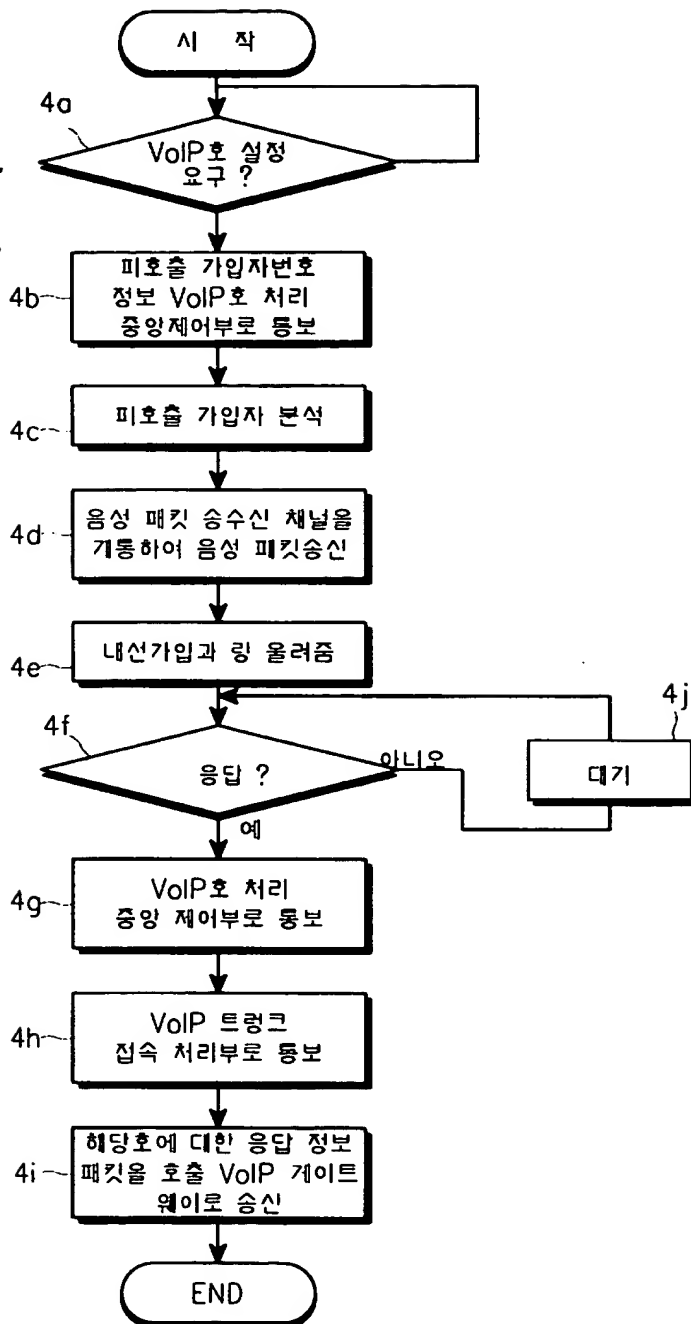 시 작
4a
VoIP호 설정
요구 ?
4b
피호출 가입자번호
정보 VoIP호 처리
중앙제어부로 통보
4c
피호출 가입자 분석
4d
음성 패킷 송수신 채널을
개통하여 음성 패킷송신
4e
내선가입과 링 울려줌
4f
응답 ?
아니오
4j
대기
예
4g
VoIP호 처리
중앙 제어부로 통보
4h
VoIP 트렁크
접속 처리부로 통보
4i
해당호에 대한 응답 정보
패킷을 호출 VoIP 게이트
웨이로 송신
END